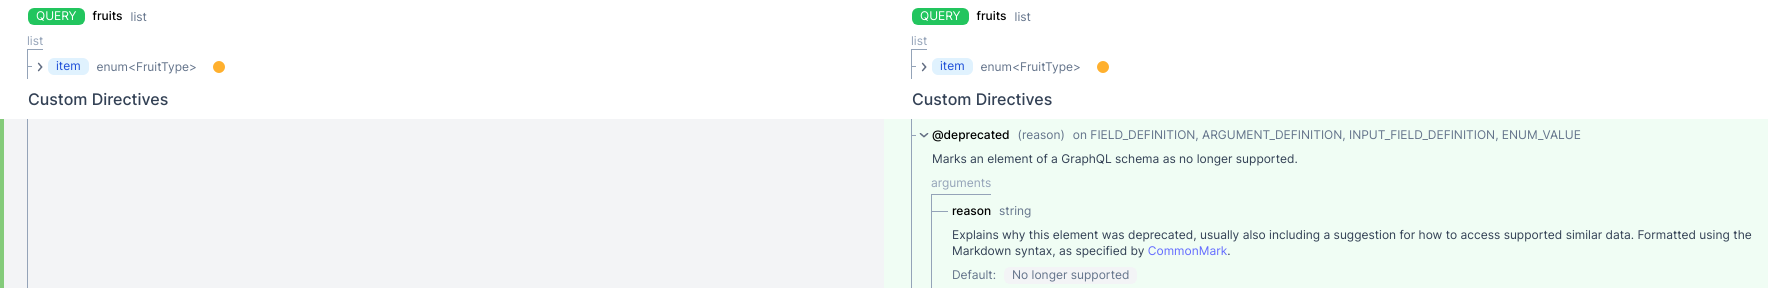 QUERY fruits list
list
item enum<FruitType>
Custom Directives
QUERY fruits list
list
item enum<FruitType>
Custom Directives
@deprecated (reason) on FIELD_DEFINITION, ARGUMENT_DEFINITION, INPUT_FIELD_DEFINITION, ENUM_VALUE
Marks an element of a GraphQL schema as no longer supported.
arguments
reason string
Explains why this element was deprecated, usually also including a suggestion for how to access supported similar data. Formatted using the
Markdown syntax, as specified by CommonMark.
Default: No longer supported